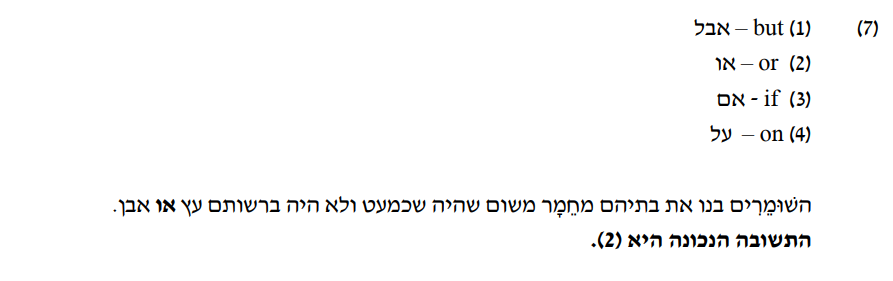 (7) (1) but – אבל
(2) or – או
(3) if - אם
(4) on – על
השׁוּמֵרִים בנו את בתיהם מחֵמָר משום שהיה שכמעט ולא היה ברשותם עץ או אבן.
התשובה הנכונה היא (2).